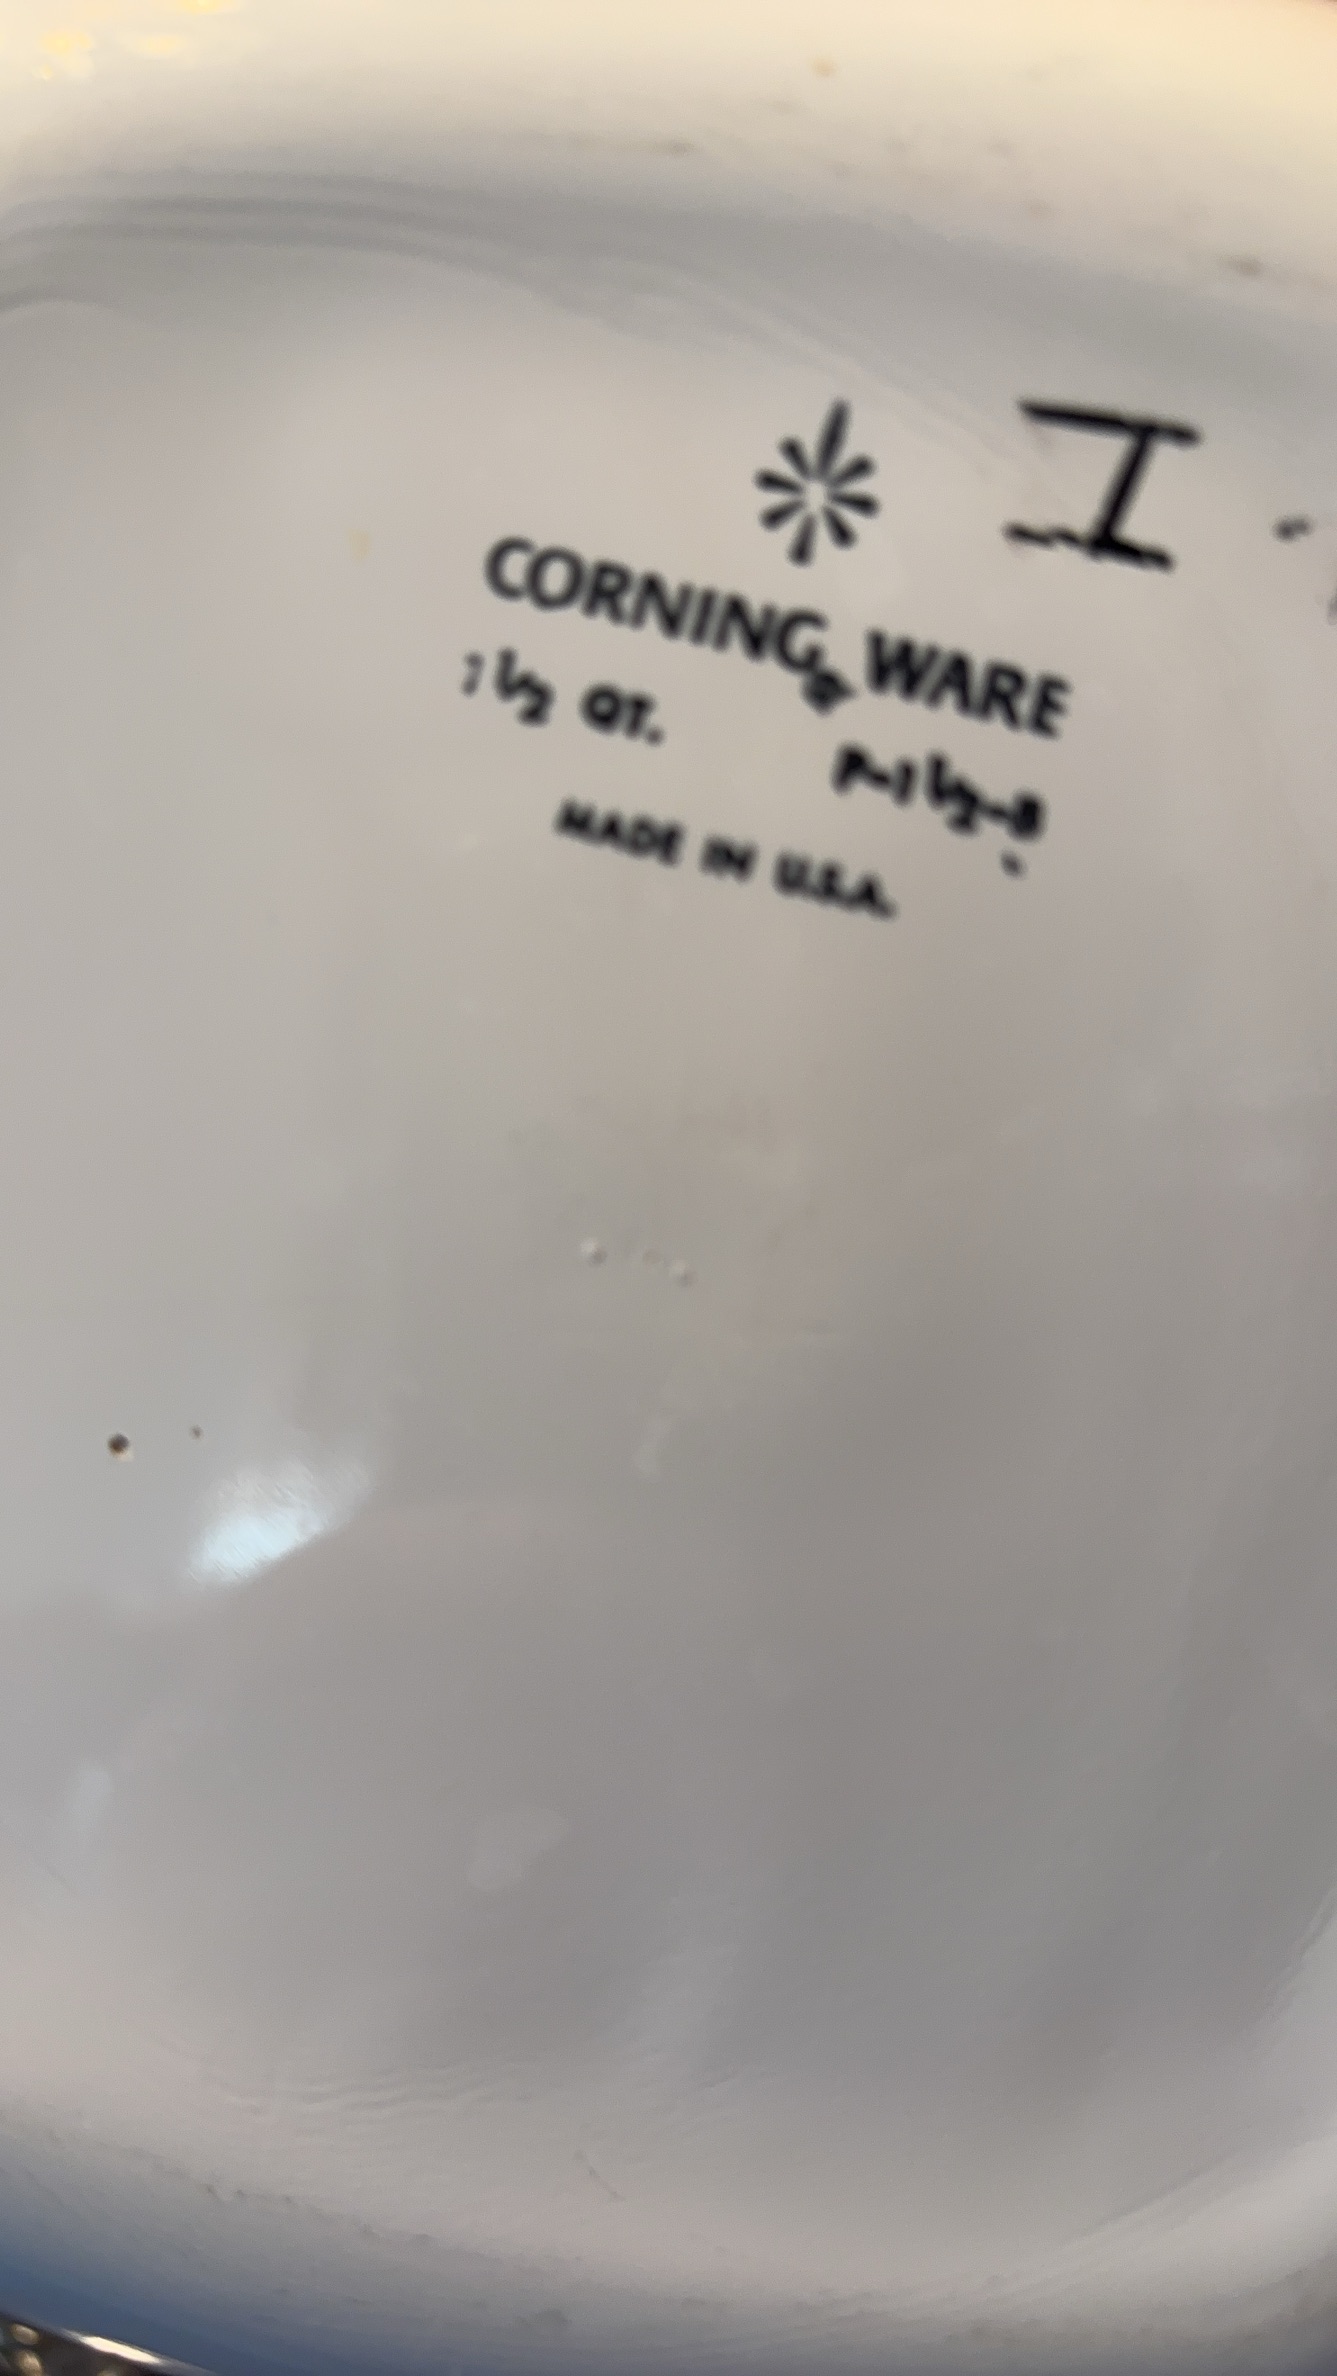 I
CORNING® WARE
1 1/2 QT. P-1 1/2-B
MADE IN U.S.A.